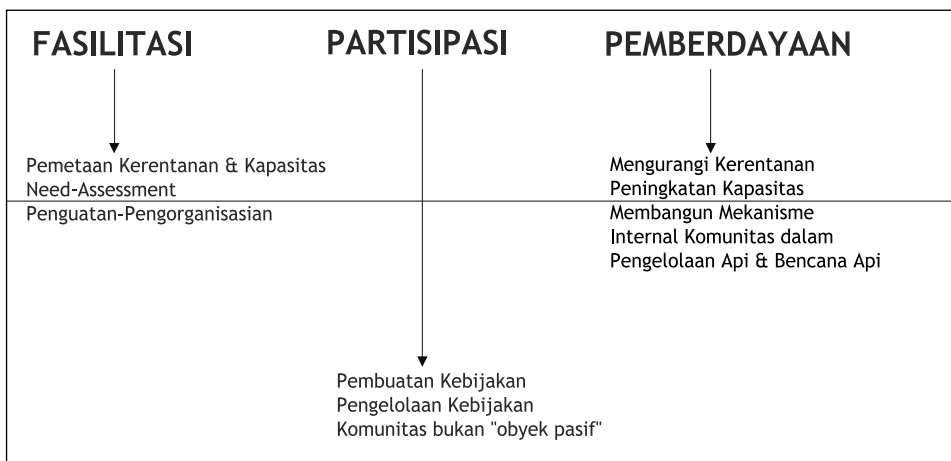 FASILITASI
Pemetaan Kerentanan & Kapasitas
Need-Assessment
Penguatan-Pengorganisasian
PARTISIPASI
Pembuatan Kebijakan
Pengelolaan Kebijakan
Komunitas bukan "obyek pasif"
PEMBERDAYAAN
Mengurangi Kerentanan
Peningkatan Kapasitas
Membangun Mekanisme
Internal Komunitas dalam
Pengelolaan Api & Bencana Api